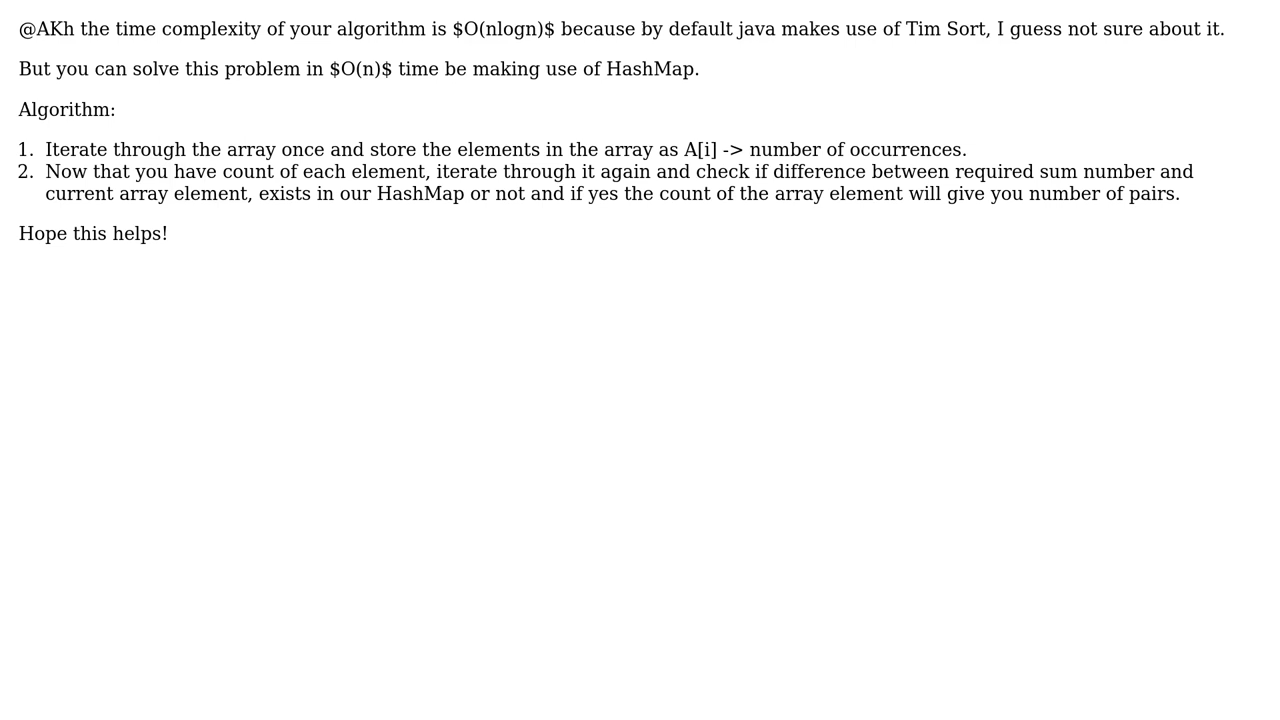 @AKh the time complexity of your algorithm is $O(nlogn)$ because by default java makes use of Tim Sort, I guess not sure about it.
But you can solve this problem in $O(n)$ time be making use of HashMap.
Algorithm:
1. Iterate through the array once and store the elements in the array as A[i] -> number of occurrences.
2. Now that you have count of each element, iterate through it again and check if difference between required sum number and
current array element, exists in our HashMap or not and if yes the count of the array element will give you number of pairs.
Hope this helps!